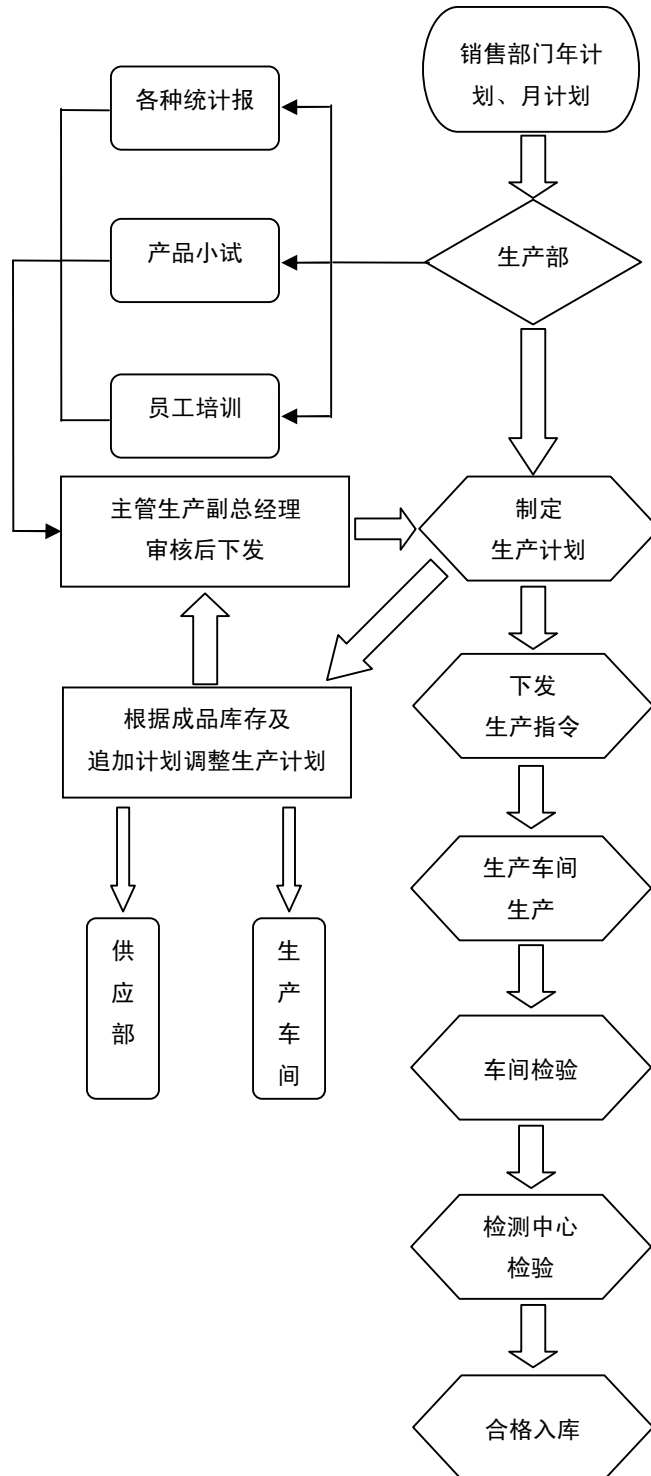 销售部门年计
划、月计划
各种统计报
产品小试
生产部
员工培训
主管生产副总经理
审核后下发
制定
生产计划
根据成品库存及
追加计划调整生产计划
下发
生产指令
生产车间
生产
供
应
部
生
产
车
间
车间检验
检测中心
检验
合格入库